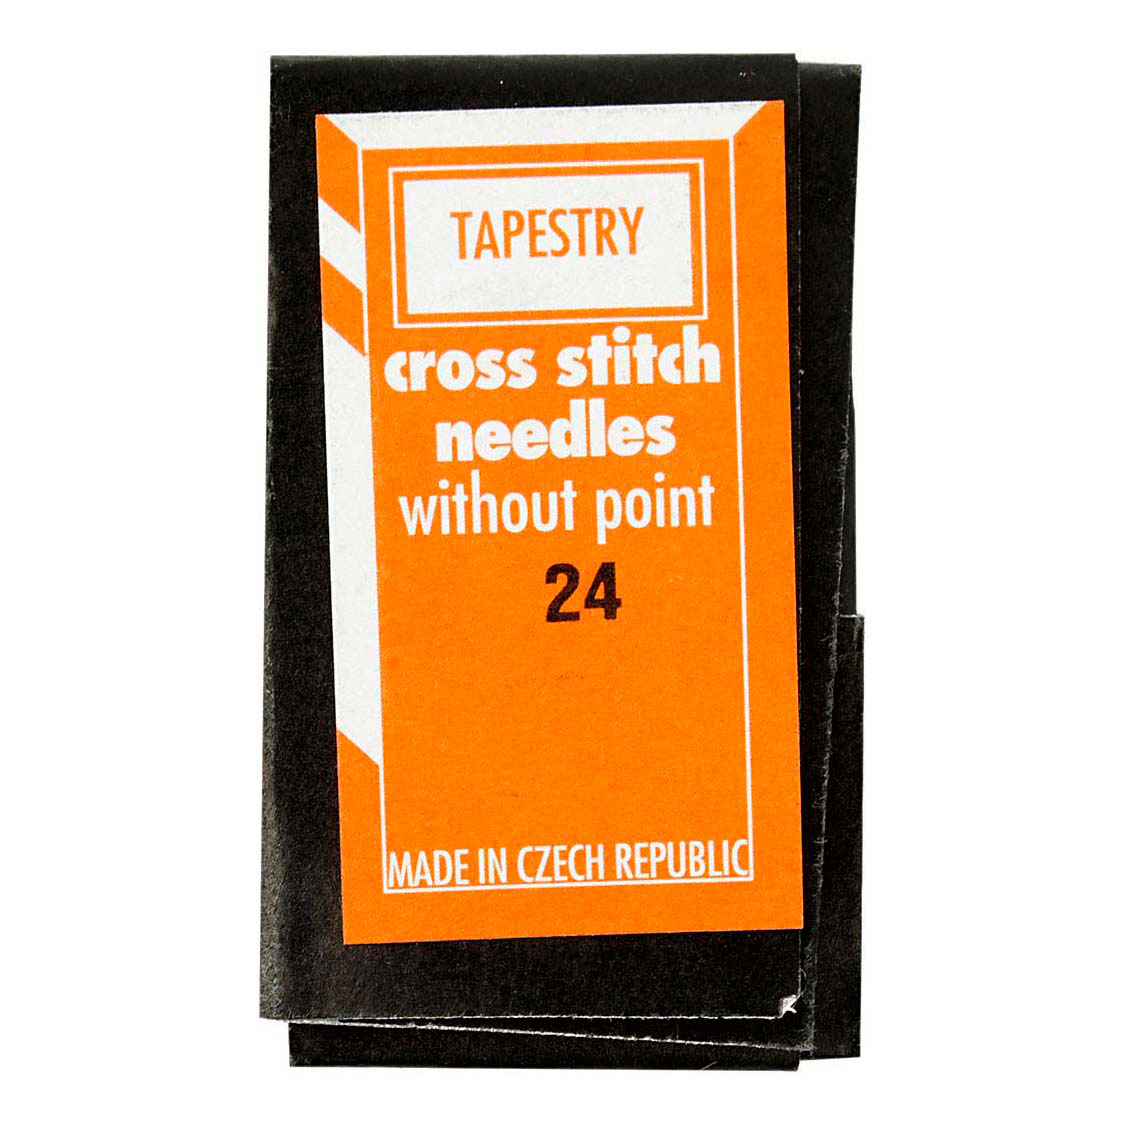 TAPESTRY
cross stitch
needles
without point
24
MADE IN CZECH REPUBLIC